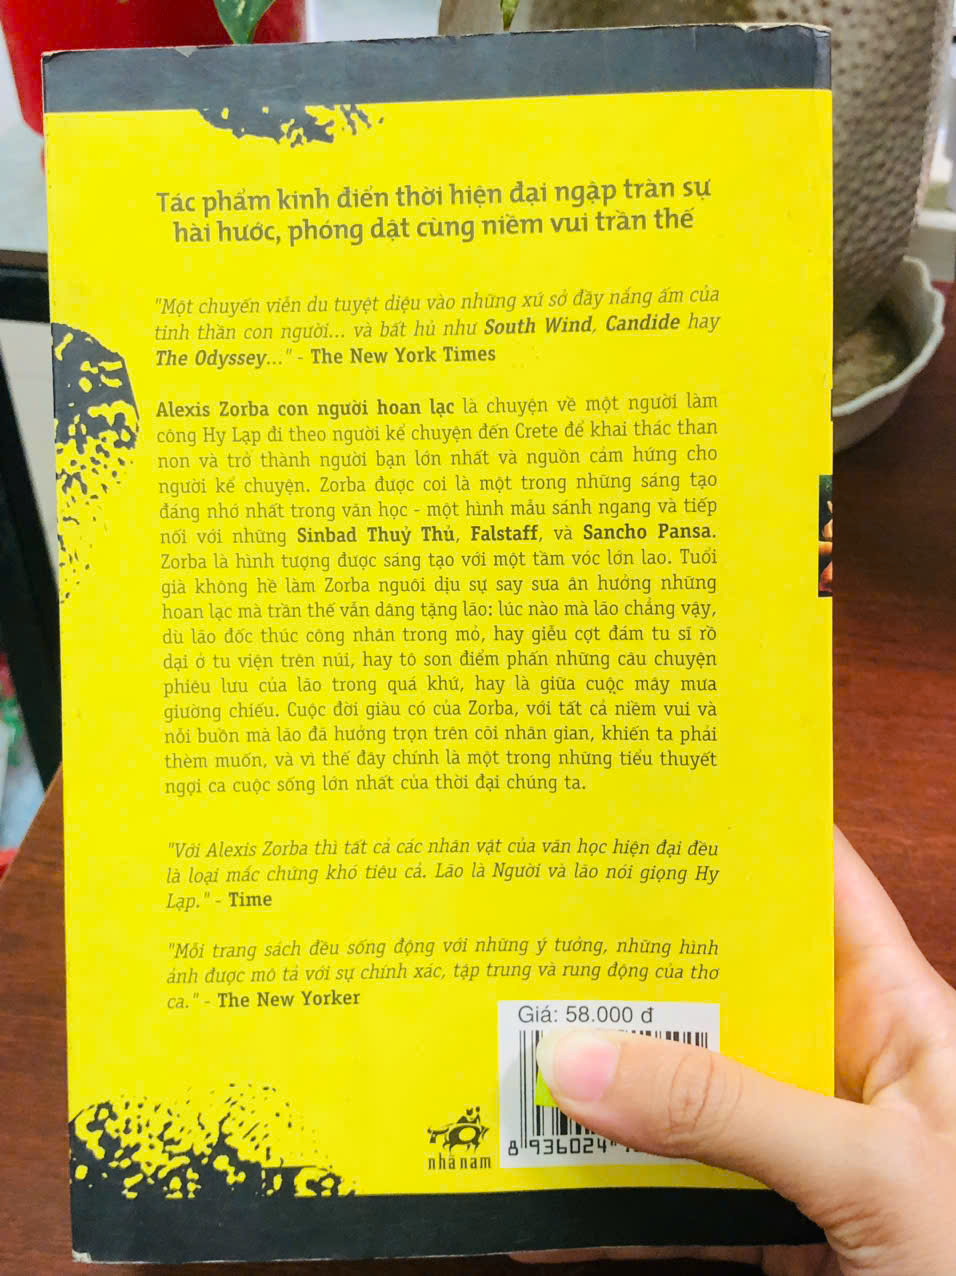 Tác phẩm kinh điển thời hiện đại ngập tràn sự
hài hước, phóng dật cùng niềm vui trần thế
"Một chuyến viễn du tuyệt diệu vào những xứ sở đầy nắng ấm của
tinh thần con người... và bất hủ như South Wind, Candide hay
The Odyssey..." - The New York Times
Alexis Zorba con người hoan lạc là chuyện về một người làm
công Hy Lạp đi theo người kể chuyện đến Crete để khai thác than
non và trở thành người bạn lớn nhất và nguồn cảm hứng cho
người kể chuyện. Zorba được coi là một trong những sáng tạo
đáng nhớ nhất trong văn học - một hình mẫu sánh ngang và tiếp
nối với những Sinbad Thuỷ Thủ, Falstaff, và Sancho Pansa.
Zorba là hình tượng được sáng tạo với một tầm vóc lớn lao. Tuổi
già không hề làm Zorba nguôi dịu sự say sưa ân hưởng những
hoan lạc mà trần thế vẫn dâng tặng lão: lúc nào mà lão chẳng vậy,
dù lão đốc thúc công nhân trong mỏ, hay giễu cợt đám tu sĩ rồ
dại ở tu viện trên núi, hay tô son điểm phấn những câu chuyện
phiêu lưu của lão trong quá khứ, hay là giữa cuộc mây mưa
giường chiếu. Cuộc đời giàu có của Zorba, với tất cả niềm vui và
nỗi buồn mà lão đã hưởng trọn trên cõi nhân gian, khiến ta phải
thèm muốn, và vì thế đây chính là một trong những tiểu thuyết
ngợi ca cuộc sống lớn nhất của thời đại chúng ta.
"Với Alexis Zorba thì tất cả các nhân vật của văn học hiện đại đều
là loại mắc chứng khó tiêu cả. Lão là Người và lão nói giọng Hy
Lạp." - Time
"Mỗi trang sách đều sống động với những ý tưởng, những hình
ảnh được mô tả với sự chính xác, tập trung và rung động của thơ
ca." - The New Yorker
Giá: 58.000 đ
8 936024
nhã nam